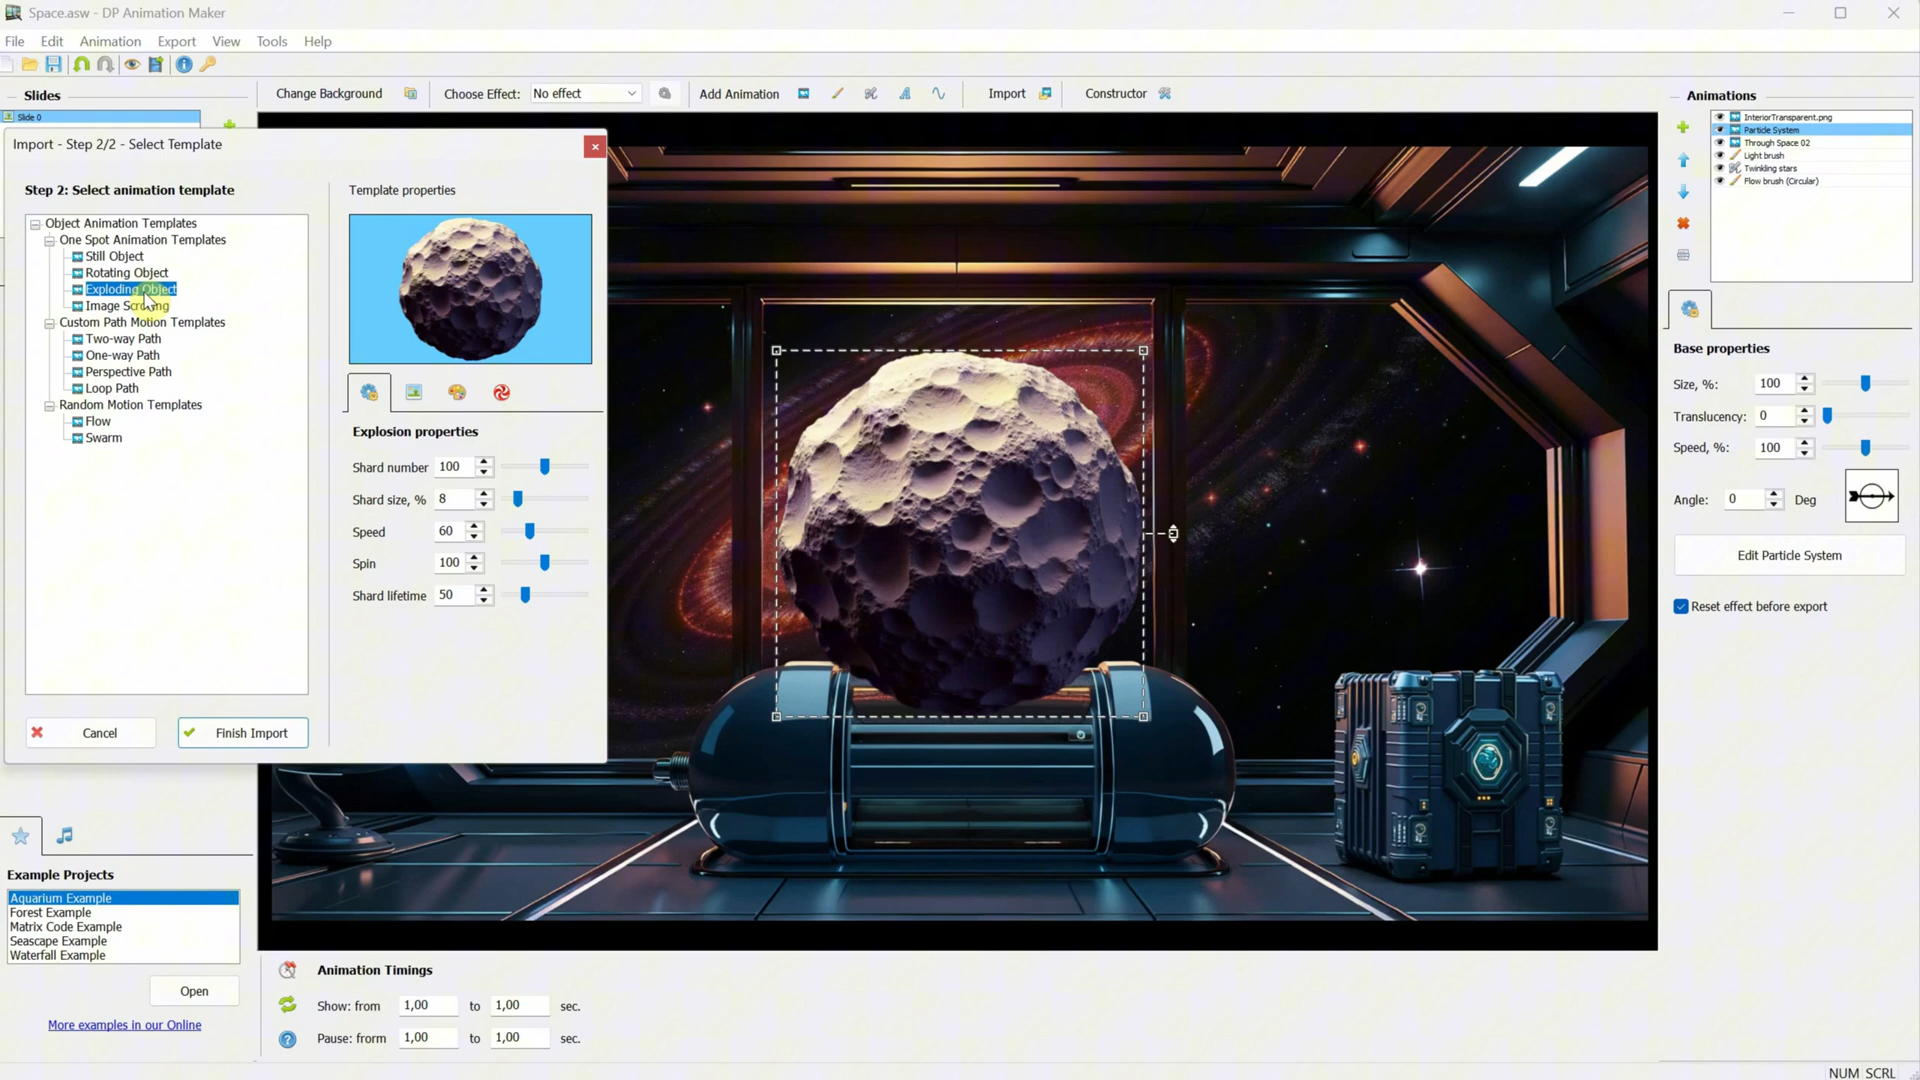 Space.asw - DP Animation Maker
File Edit Animation Export View Tools Help
Slides
Slide 0
Change Background
Choose Effect: No effect
Add Animation
Import
Constructor
Import - Step 2/2 - Select Template
Step 2: Select animation template
Object Animation Templates
One Spot Animation Templates
Still Object
Rotating Object
Exploding Object
Image
Custom Path Motion Templates
Two-way Path
One-way Path
Perspective Path
Loop Path
Random Motion Templates
Flow
Swarm
Cancel
Finish Import
Template properties
Explosion properties
Shard number 100
Shard size, % 8
Speed 60
Spin 100
Shard lifetime 50
Animations
InteriorTransparent.png
Particle System
Through Space 02
Light brush
Twinkling stars
Flow brush (Circular)
Base properties
Size, %: 100
Translucency: 0
Speed, %: 100
Angle: 0 Deg
Edit Particle System
Reset effect before export
Example Projects
Aquarium Example
Forest Example
Matrix Code Example
Seascape Example
Waterfall Example
Open
More examples in our Online
Animation Timings
Show: from 1,00 to 1,00 sec.
Pause: frorm 1,00 to 1,00 sec.
NUM SCRL